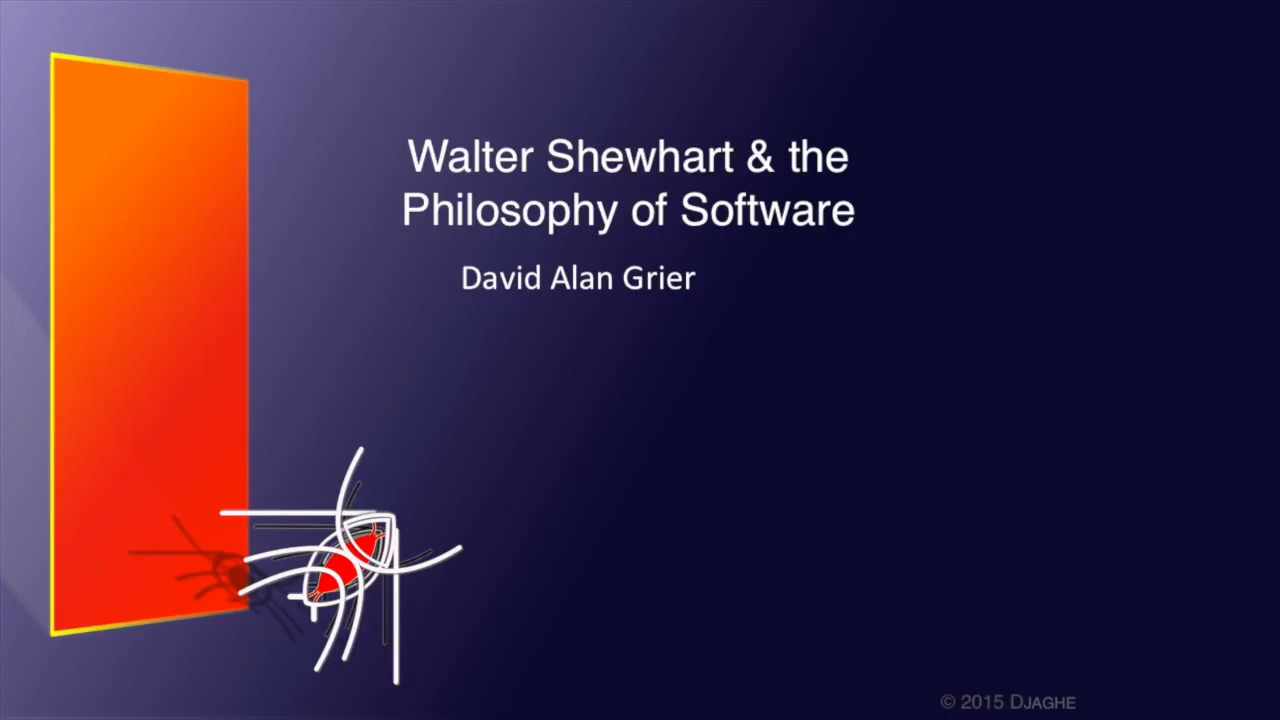 Walter Shewhart & the
Philosophy of Software
David Alan Grier
© 2015 DJAGHE